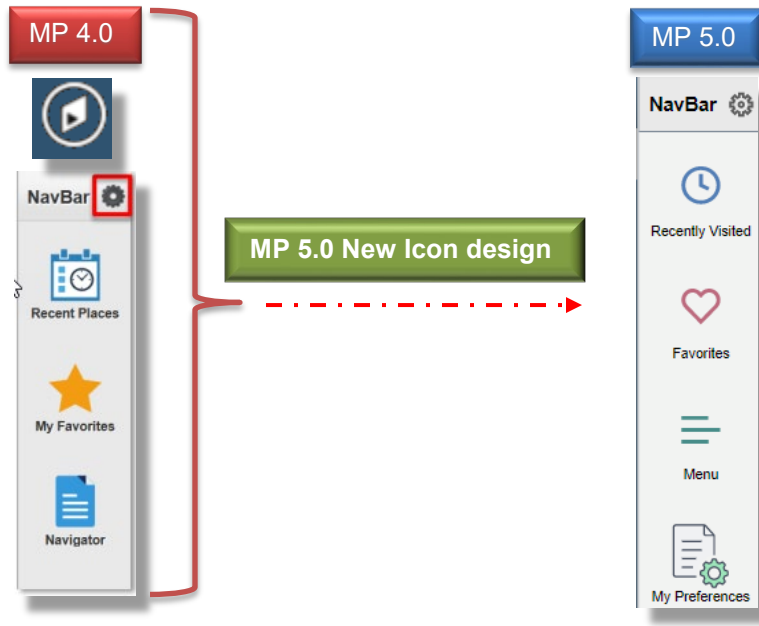 MP 4.0
NavBar
Recent Places
My Favorites
Navigator
MP 5.0 New Icon design
MP 5.0
NavBar
Recently Visited
Favorites
Menu
My Preferences